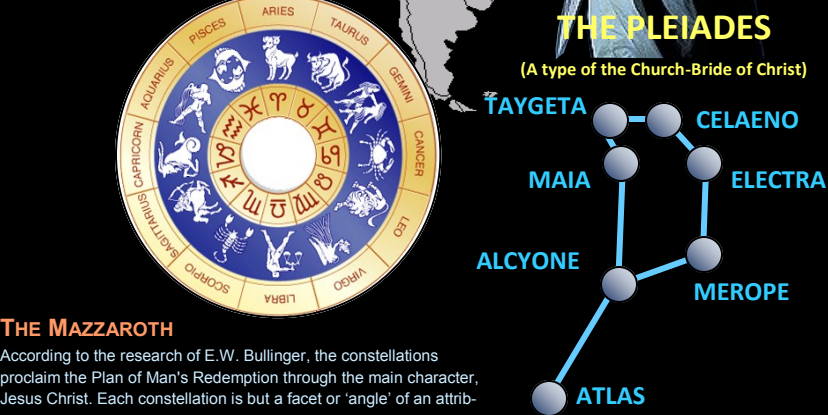 ARIES
TAURUS
GEMINI
CANCER
LEO
VIRGO
LIBRA
SCORPIO
SAGITTARIUS
CAPRICORN
AQUARIUS
PISCES
THE PLEIADES
(A type of the Church-Bride of Christ)
TAYGETA
CELAENO
MAIA
ELECTRA
ALCYONE
MEROPE
ATLAS
THE MAZZAROTH
According to the research of E.W. Bullinger, the constellations
proclaim the Plan of Man's Redemption through the main character,
Jesus Christ. Each constellation is but a facet or ‘angle’ of an attrib-